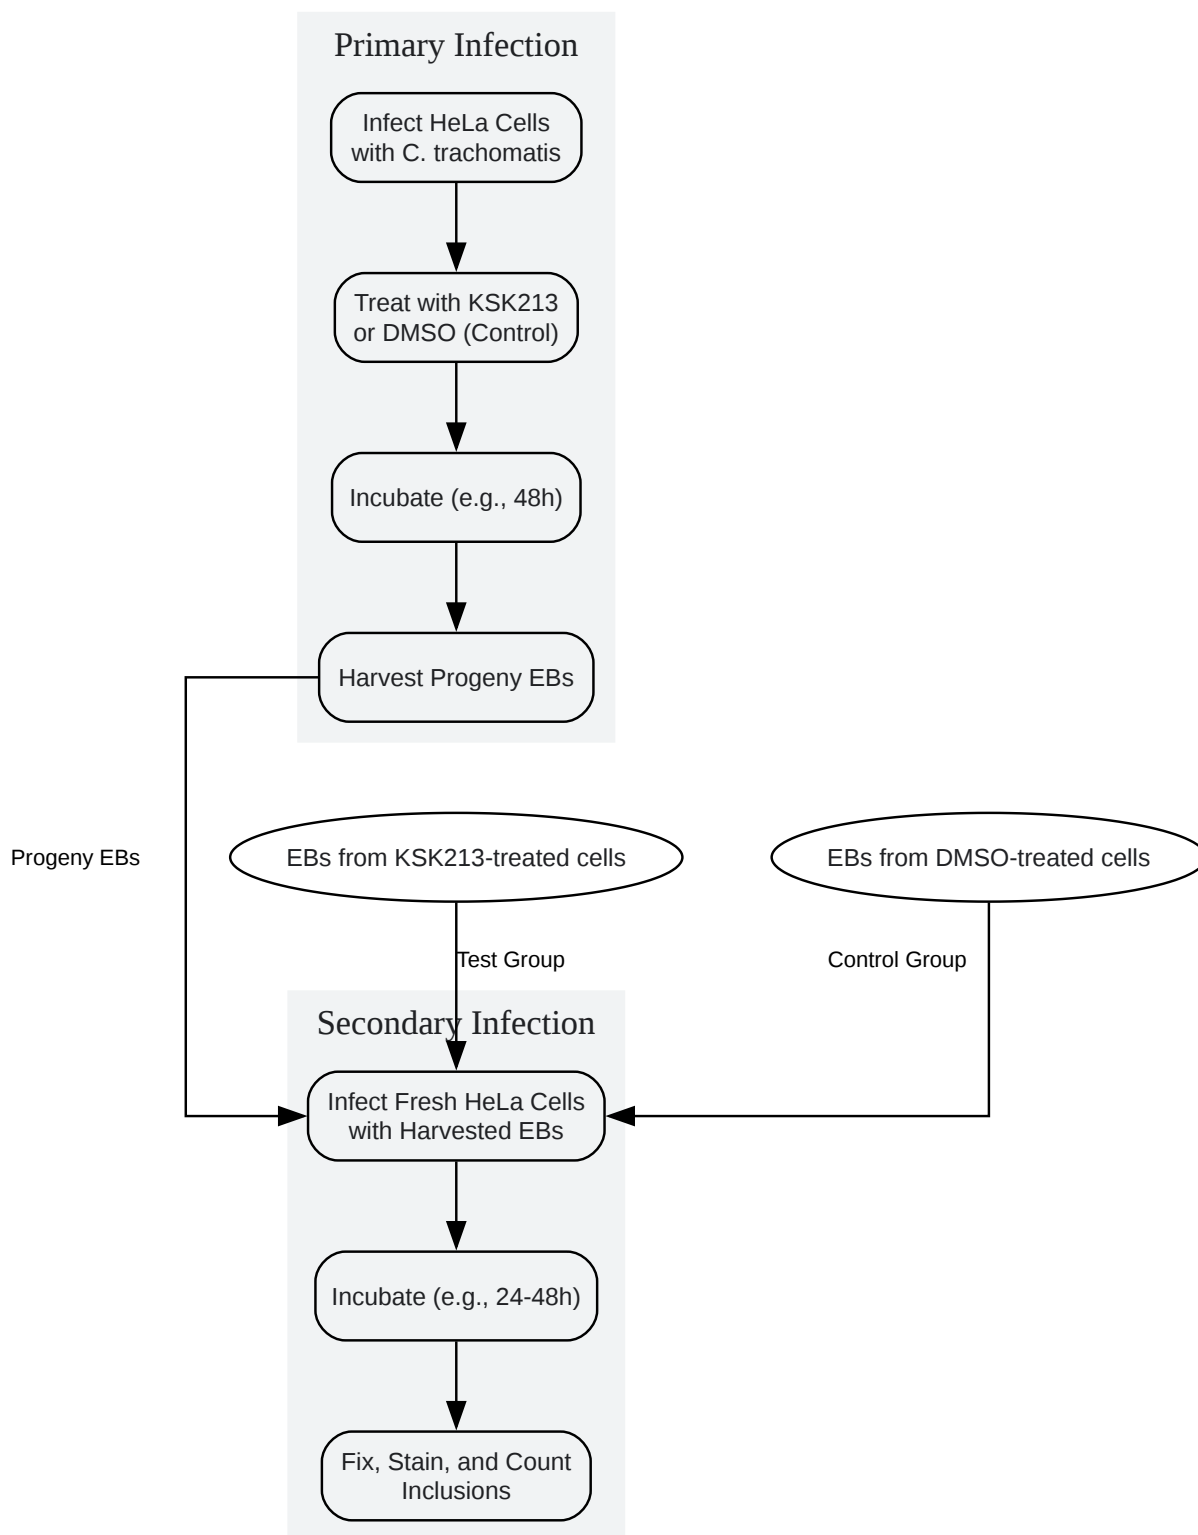 Primary Infection
Infect HeLa Cells
with C. trachomatis
Treat with KSK213
or DMSO (Control)
Incubate (e.g., 48h)
Harvest Progeny EBs
Progeny EBs
EBs from KSK213-treated cells
EBs from DMSO-treated cells
Test Group
Control Group
Secondary Infection
Infect Fresh HeLa Cells
with Harvested EBs
Incubate (e.g., 24-48h)
Fix, Stain, and Count
Inclusions